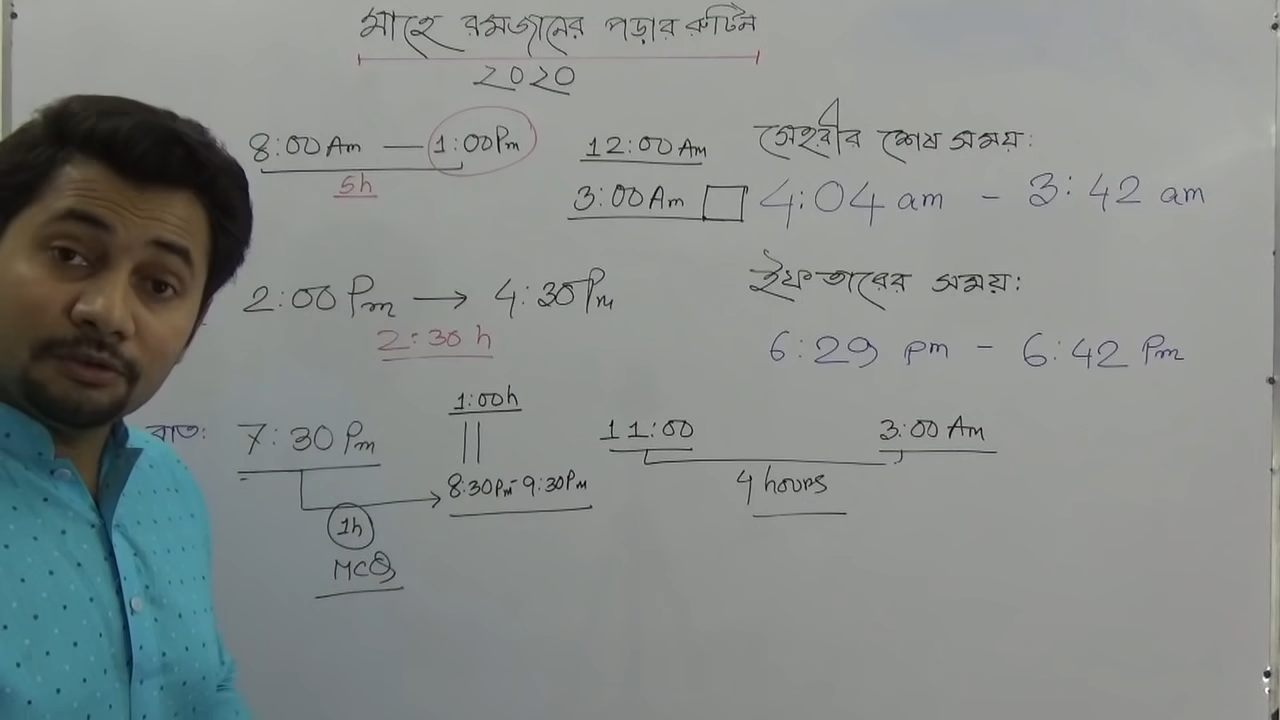 মাহে রমজানের পড়ার রুটিন
২০২০
8:00 Am — 1:00 Pm
5h
12:00 Am
3:00 Am
সেহরীর শেষ সময়:
4:04 am - 3:42 am
2:00 Pm → 4:30 Pm
2:30 h
ইফতারের সময়:
6:29 pm - 6:42 Pm
রাত: 7:30 Pm
1h
MCQ
1:00h
8:30 Pm - 9:30 Pm
11:00
3:00 Am
4 hours